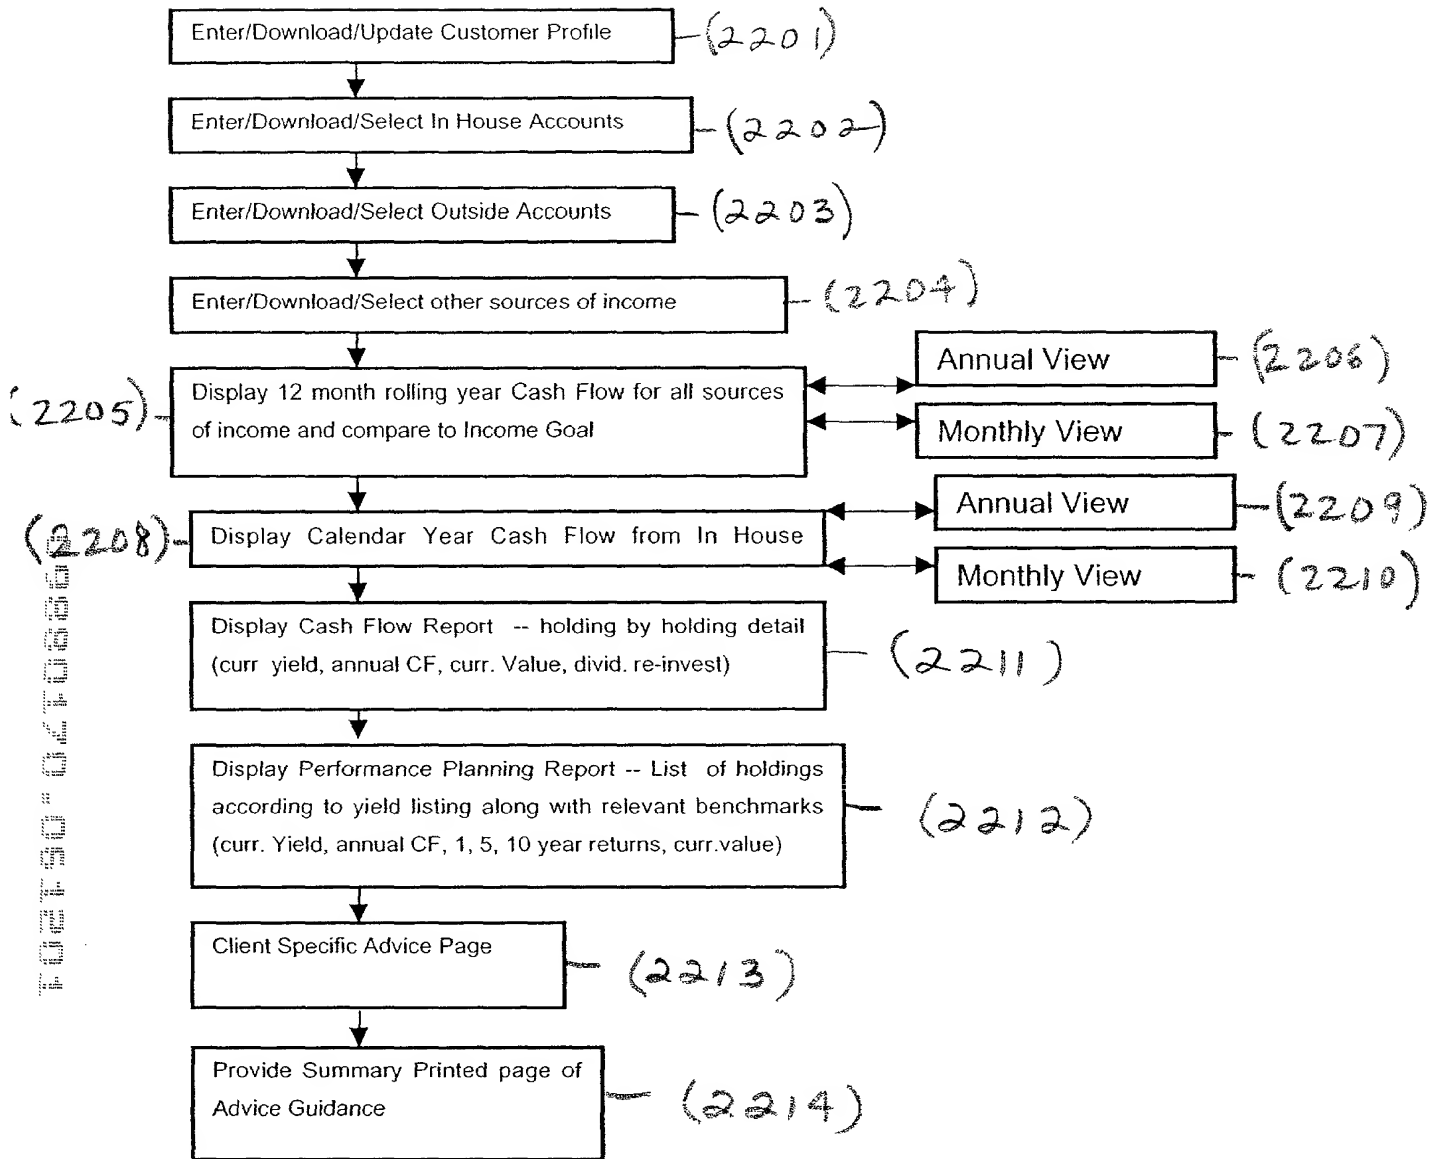 Enter/Download/Update Customer Profile
(2201)
Enter/Download/Select In House Accounts
(2202)
Enter/Download/Select Outside Accounts
(2203)
Enter/Download/Select other sources of income
(2204)
(2205)
Display 12 month rolling year Cash Flow for all sources
of income and compare to Income Goal
Annual View
(2206)
Monthly View
(2207)
(2208)
Display Calendar Year Cash Flow from In House
Annual View
(2209)
Monthly View
(2210)
Display Cash Flow Report -- holding by holding detail
(curr yield, annual CF, curr. Value, divid. re-invest)
(2211)
Display Performance Planning Report -- List of holdings
according to yield listing along with relevant benchmarks
(curr. Yield, annual CF, 1, 5, 10 year returns, curr.value)
(2212)
Client Specific Advice Page
(2213)
Provide Summary Printed page of
Advice Guidance
(2214)